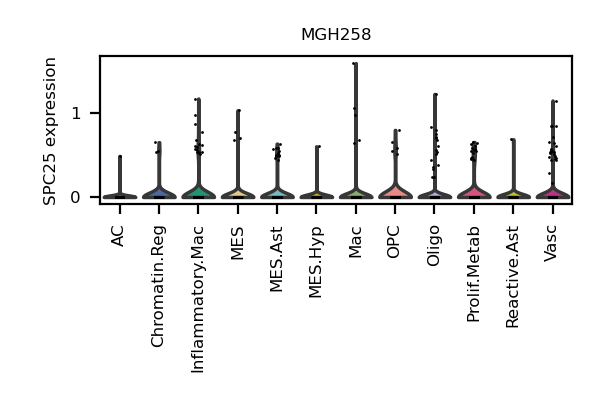 MGH258
SPC25 expression
1
0
AC
Chromatin.Reg
Inflammatory.Mac
MES
MES.Ast
MES.Hyp
Mac
OPC
Oligo
Prolif.Metab
Reactive.Ast
Vasc